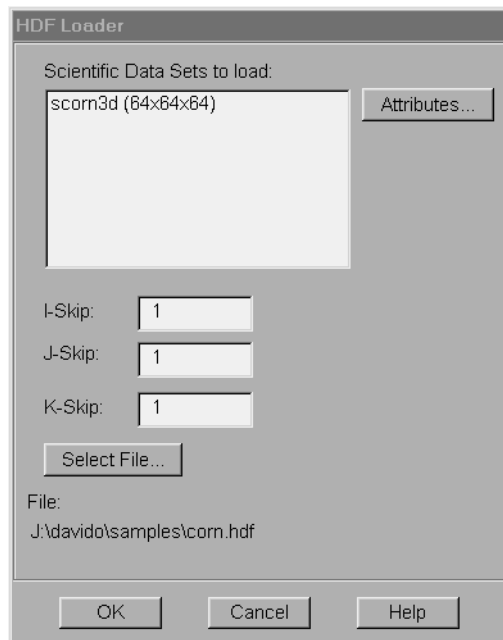 HDF Loader
Scientific Data Sets to load:
scorn3d (64x64x64)
Attributes...
I-Skip: 1
J-Skip: 1
K-Skip: 1
Select File...
File:
J:\davido\samples\corn.hdf
OK Cancel Help